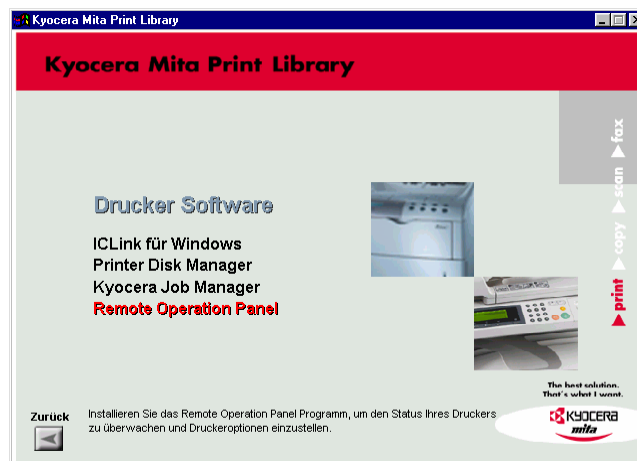 Kyocera Mita Print Library
Kyocera Mita Print Library
print copy scan fax
Drucker Software
ICLink für Windows
Printer Disk Manager
Kyocera Job Manager
Remote Operation Panel
The best solution.
That's what I want.
Zurück
Installieren Sie das Remote Operation Panel Programm, um den Status Ihres Druckers
zu überwachen und Druckeroptionen einzustellen.
KYOCERA
mita